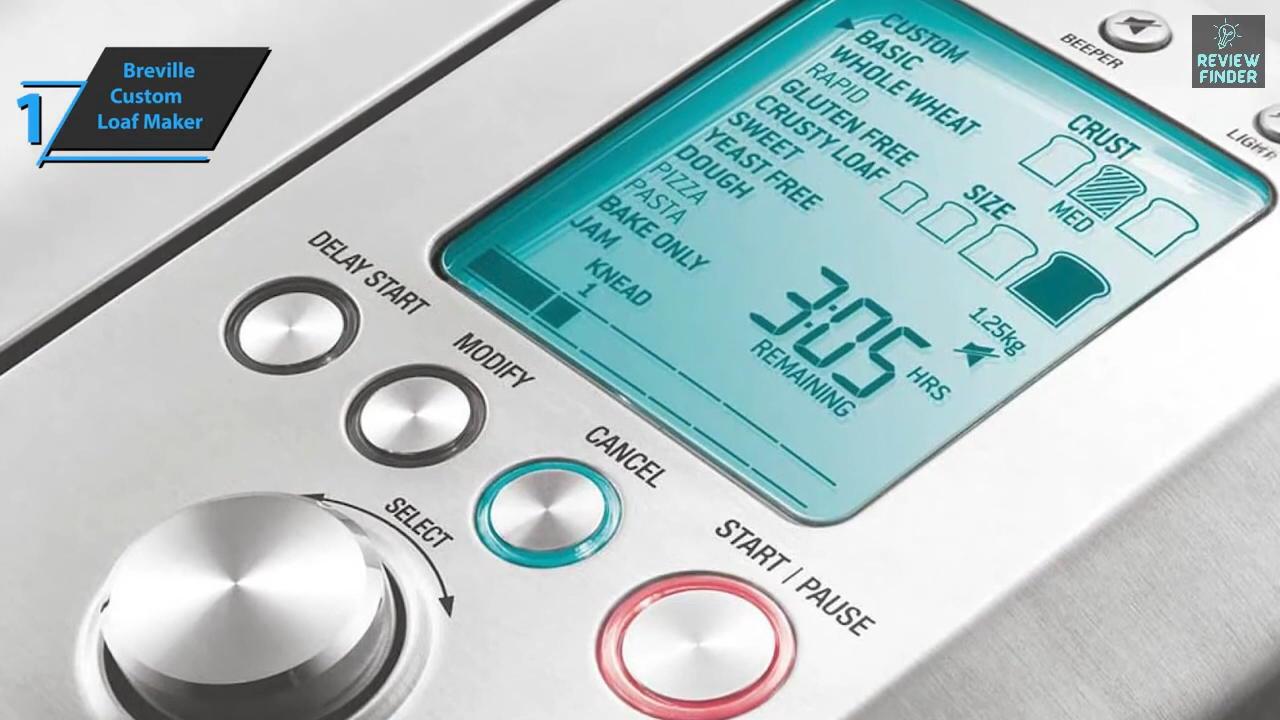 1
Breville
Custom
Loaf Maker
REVIEW
FINDER
BEEPER
CUSTOM
BASIC
WHOLE WHEAT
RAPID
GLUTEN FREE
CRUSTY LOAF
SWEET
YEAST FREE
DOUGH
PIZZA
PASTA
BAKE ONLY
JAM
CRUST
MED
SIZE
1.25kg
KNEAD
1
3:05 HRS
REMAINING
DELAY START
MODIFY
CANCEL
START | PAUSE
SELECT